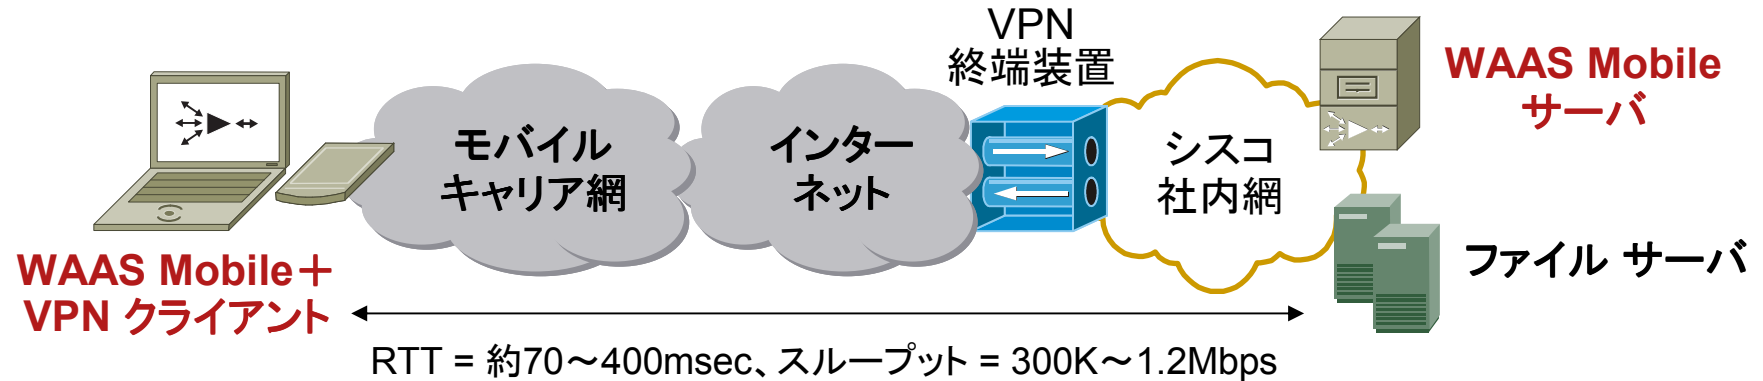 VPN
終端装置
WAAS Mobile
サーバ
モバイル
キャリア網
インター
ネット
シスコ
社内網
WAAS Mobile＋
VPN クライアント
ファイル サーバ
RTT = 約70～400msec、スループット = 300K～1.2Mbps